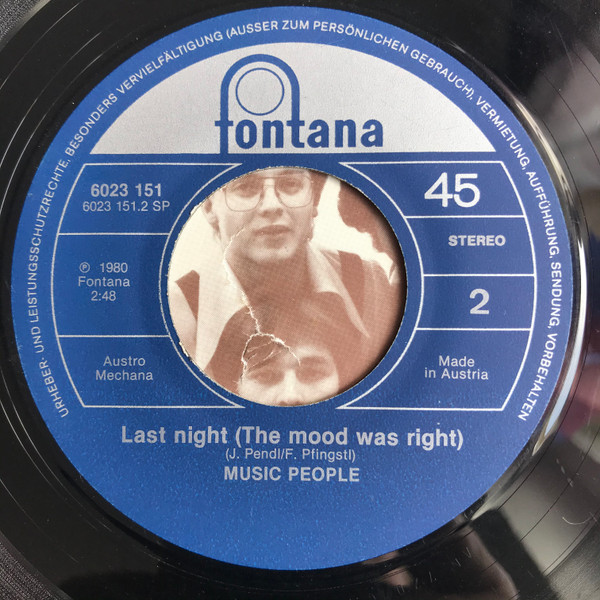 URHEBER- UND LEISTUNGSSCHUTZRECHTE, BESONDERS VERVIELFÄLTIGUNG (AUSSER ZUM PERSÖNLICHEN GEBRAUCH), VERMIETUNG, AUFFÜHRUNG, SENDUNG, VORBEHALTEN
fontana
6023 151
6023 151.2 SP
℗ 1980
Fontana
2:48
Austro
Mechana
45
STEREO
2
Made
in Austria
Last night (The mood was right)
(J. Pendl/F. Pfingstl)
MUSIC PEOPLE